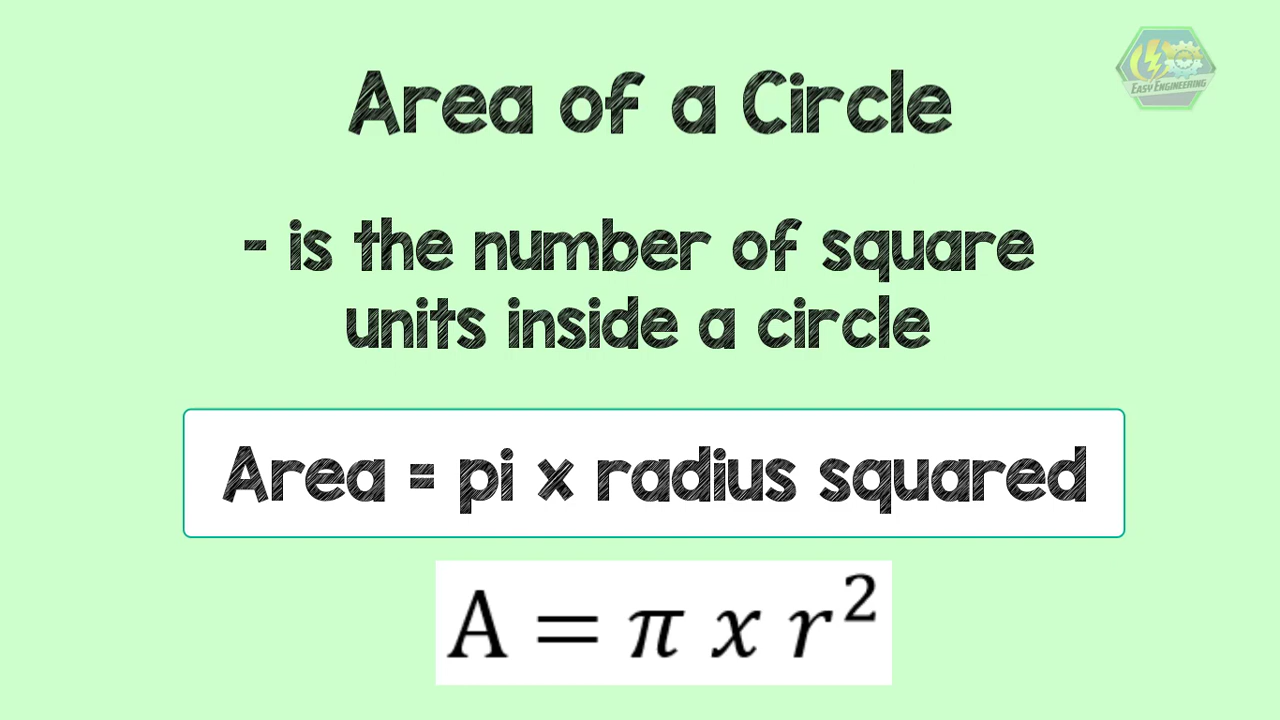 EASY ENGINEERING
Area of a Circle
- is the number of square
units inside a circle
Area = pi x radius squared
A = π x r²